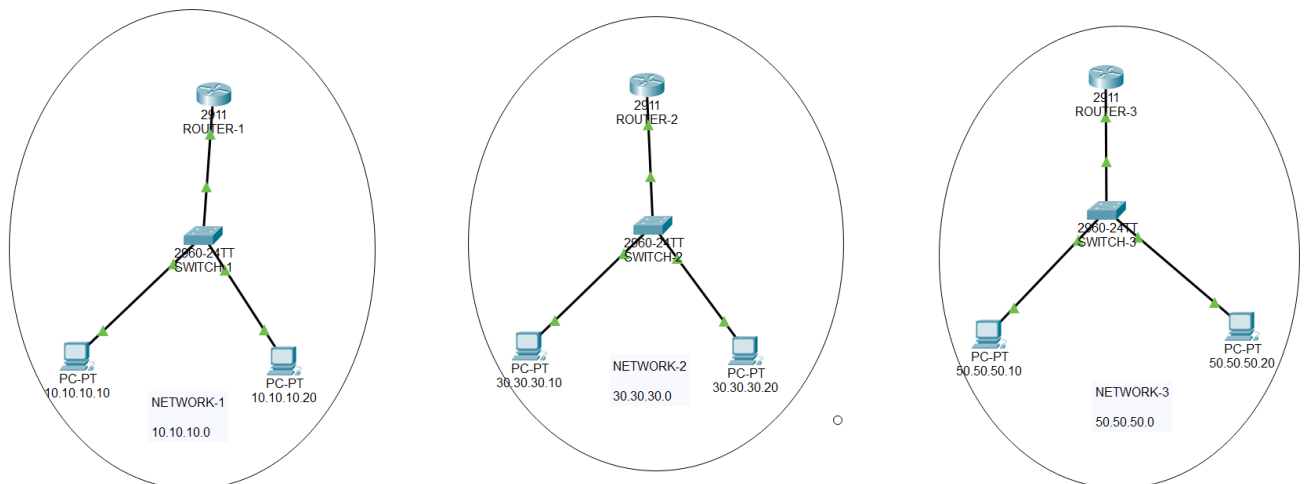 2911
ROUTER-1
2960-24TT
SWITCH-1
PC-PT
10.10.10.10
PC-PT
10.10.10.20
NETWORK-1
10.10.10.0
2911
ROUTER-2
2960-24TT
SWITCH-2
PC-PT
30.30.30.10
PC-PT
30.30.30.20
NETWORK-2
30.30.30.0
2911
ROUTER-3
2960-24TT
SWITCH-3
PC-PT
50.50.50.10
PC-PT
50.50.50.20
NETWORK-3
50.50.50.0